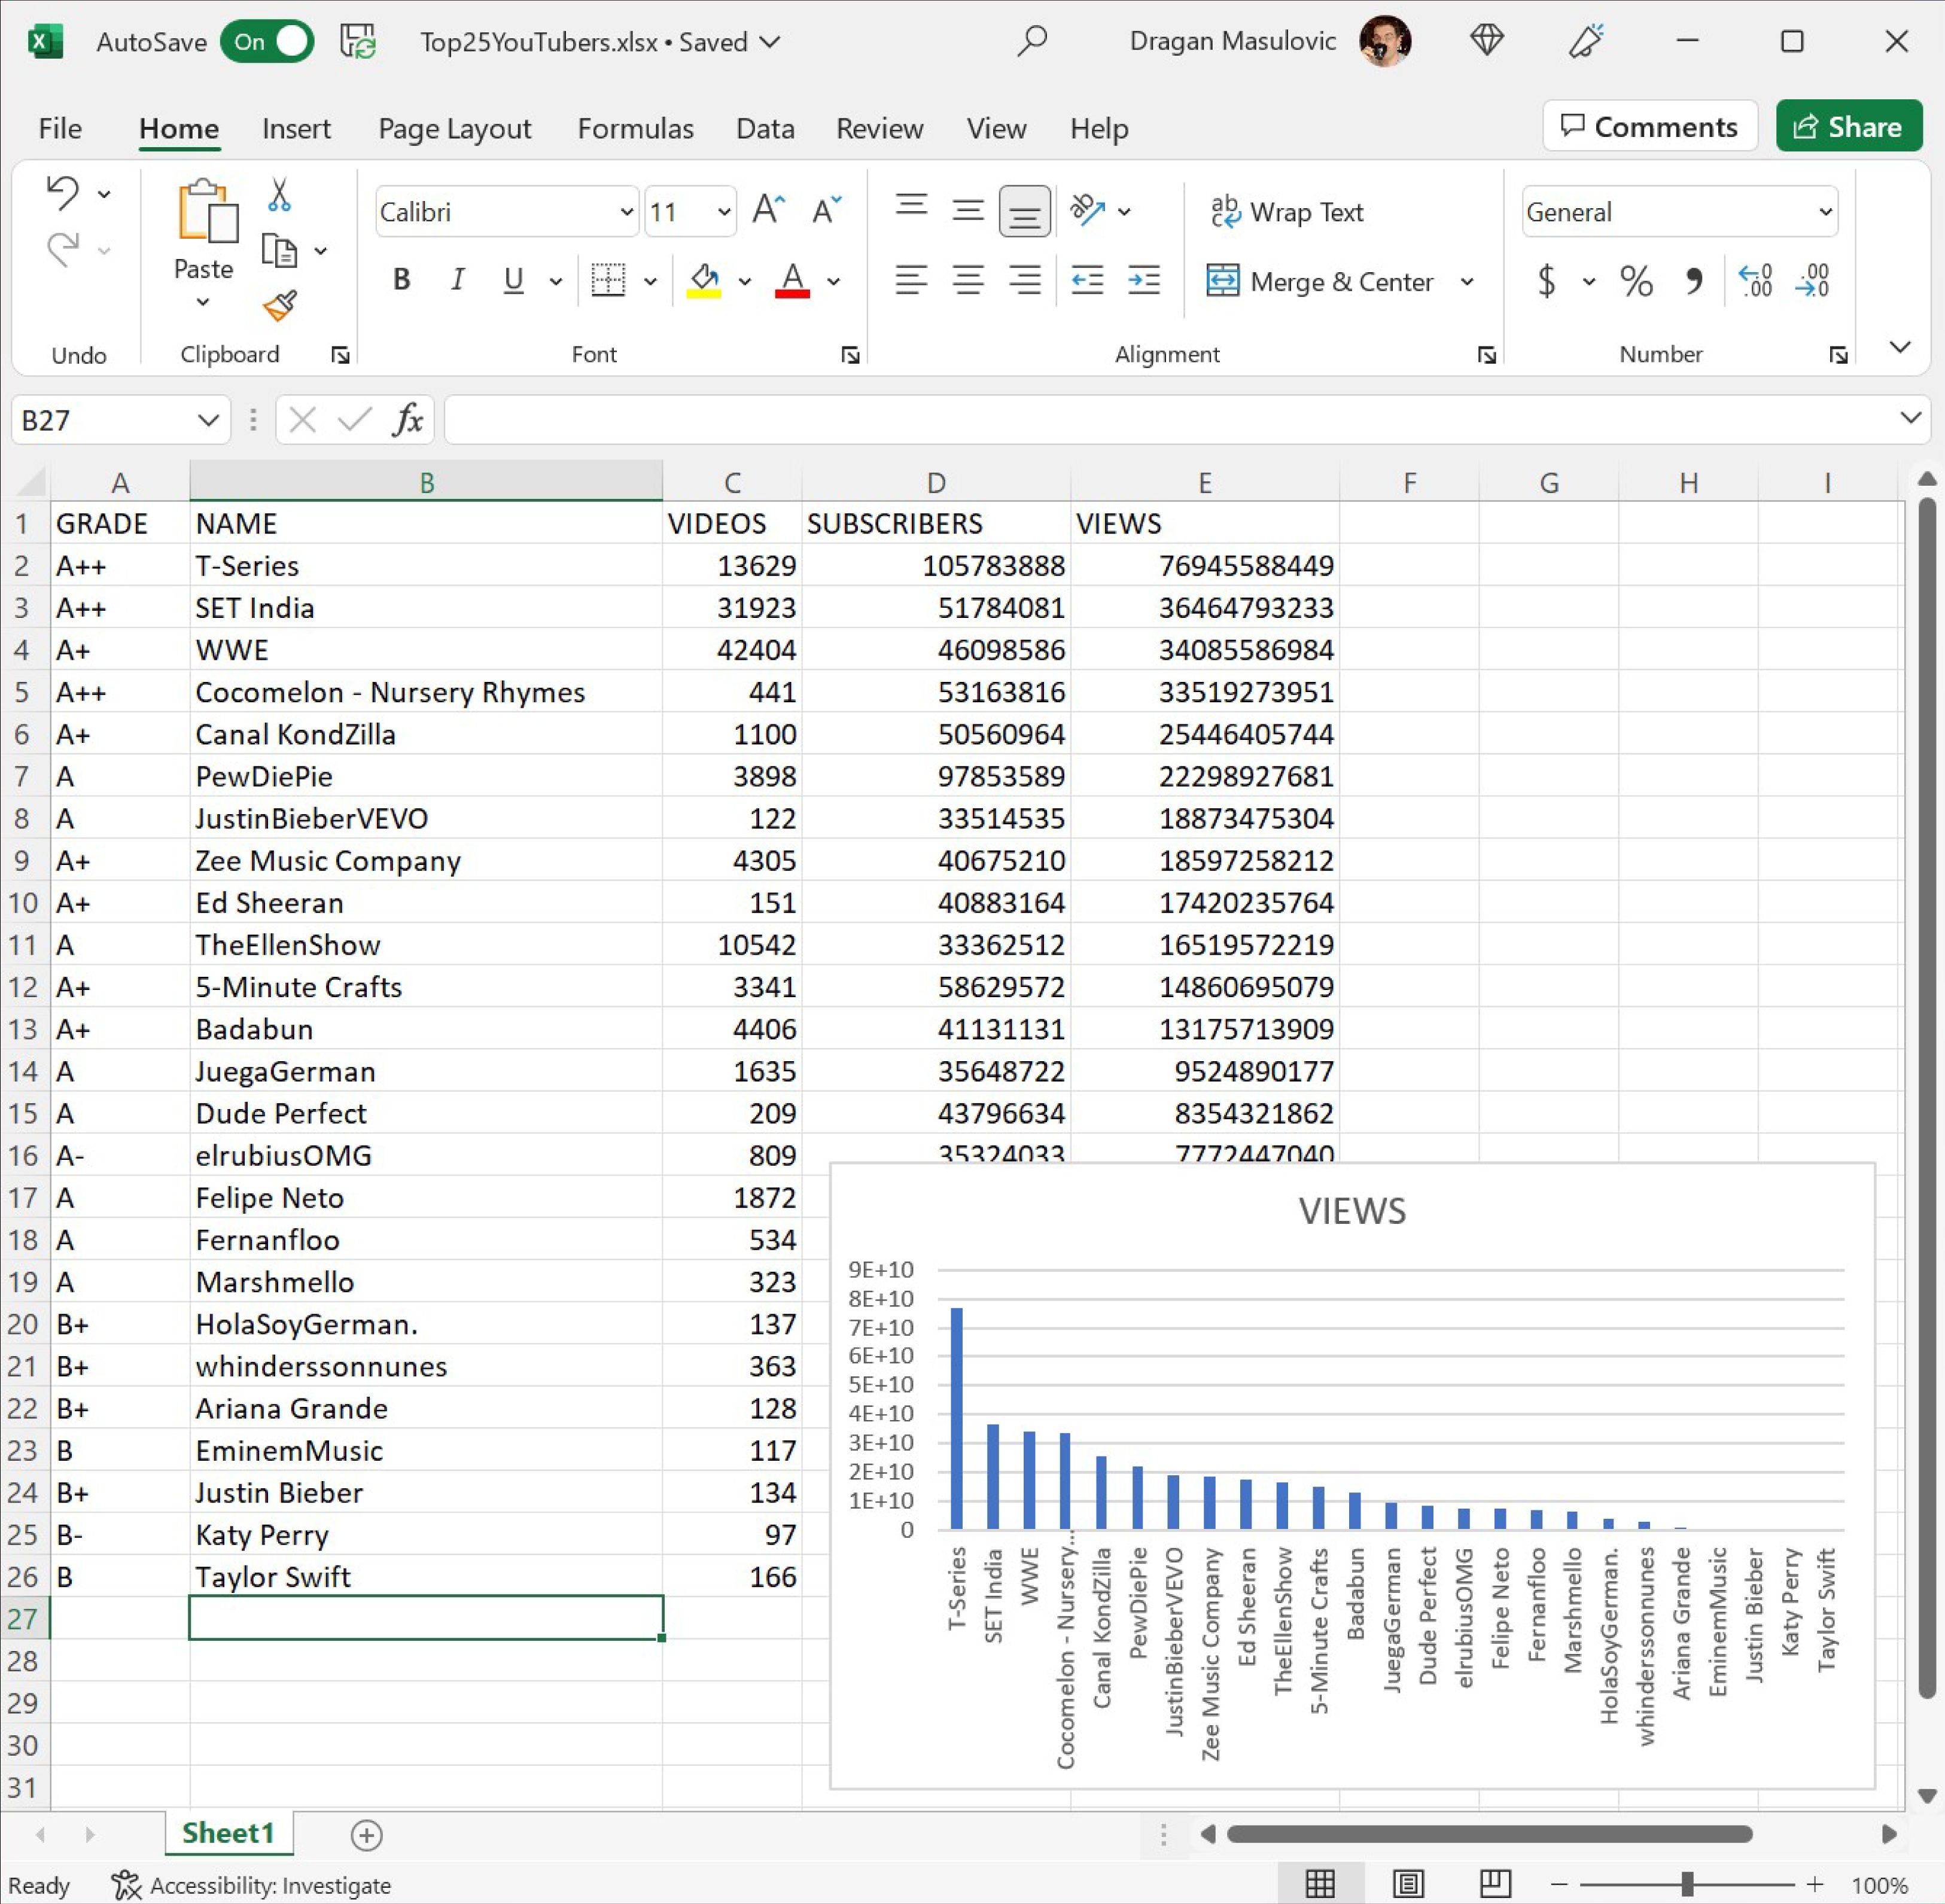 AutoSave On Top25YouTubers.xlsx • Saved Dragan Masulovic
File Home Insert Page Layout Formulas Data Review View Help Comments Share
Calibri 11 Wrap Text General
Paste B I U A Merge & Center $ % 9
Undo Clipboard Font Alignment Number
B27 fx
A B C D E F G H I
1 GRADE NAME VIDEOS SUBSCRIBERS VIEWS
2 A++ T-Series 13629 105783888 76945588449
3 A++ SET India 31923 51784081 36464793233
4 A+ WWE 42404 46098586 34085586984
5 A++ Cocomelon - Nursery Rhymes 441 53163816 33519273951
6 A+ Canal KondZilla 1100 50560964 25446405744
7 A PewDiePie 3898 97853589 22298927681
8 A JustinBieberVEVO 122 33514535 18873475304
9 A+ Zee Music Company 4305 40675210 18597258212
10 A+ Ed Sheeran 151 40883164 17420235764
11 A TheEllenShow 10542 33362512 16519572219
12 A+ 5-Minute Crafts 3341 58629572 14860695079
13 A+ Badabun 4406 41131131 13175713909
14 A JuegaGerman 1635 35648722 9524890177
15 A Dude Perfect 209 43796634 8354321862
16 A- elrubiusOMG 809 35324033 7772447040
17 A Felipe Neto 1872
18 A Fernanfloo 534
19 A Marshmello 323
20 B+ HolaSoyGerman. 137
21 B+ whinderssonnunes 363
22 B+ Ariana Grande 128
23 B EminemMusic 117
24 B+ Justin Bieber 134
25 B- Katy Perry 97
26 B Taylor Swift 166
27
28
29
30
31
VIEWS
9E+10
8E+10
7E+10
6E+10
5E+10
4E+10
3E+10
2E+10
1E+10
0
T-Series
SET India
WWE
Cocomelon - Nursery...
Canal KondZilla
PewDiePie
JustinBieberVEVO
Zee Music Company
Ed Sheeran
TheEllenShow
5-Minute Crafts
Badabun
JuegaGerman
Dude Perfect
elrubiusOMG
Felipe Neto
Fernanfloo
Marshmello
HolaSoyGerman.
whinderssonnunes
Ariana Grande
EminemMusic
Justin Bieber
Katy Perry
Taylor Swift
Sheet1
Ready Accessibility: Investigate 100%